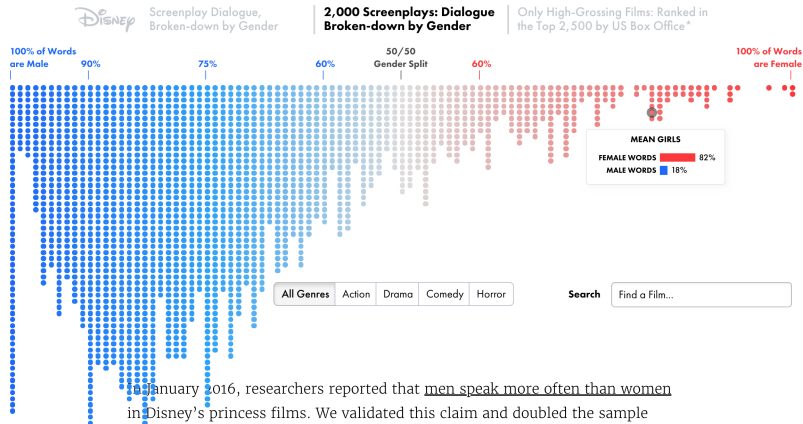 Disney
Screenplay Dialogue,
Broken-down by Gender
2,000 Screenplays: Dialogue
Broken-down by Gender
Only High-Grossing Films: Ranked in
the Top 2,500 by US Box Office*
100% of Words
are Male
90%
75%
60%
50/50
Gender Split
60%
100% of Words
are Female
MEAN GIRLS
FEMALE WORDS 82%
MALE WORDS 18%
All Genres Action Drama Comedy Horror
Search Find a Film...
In January 2016, researchers reported that men speak more often than women
in Disney’s princess films. We validated this claim and doubled the sample